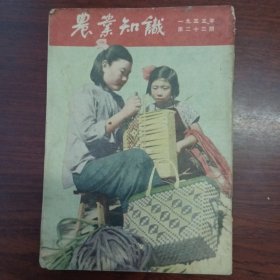 農業知識
一九五五年
第二十三期